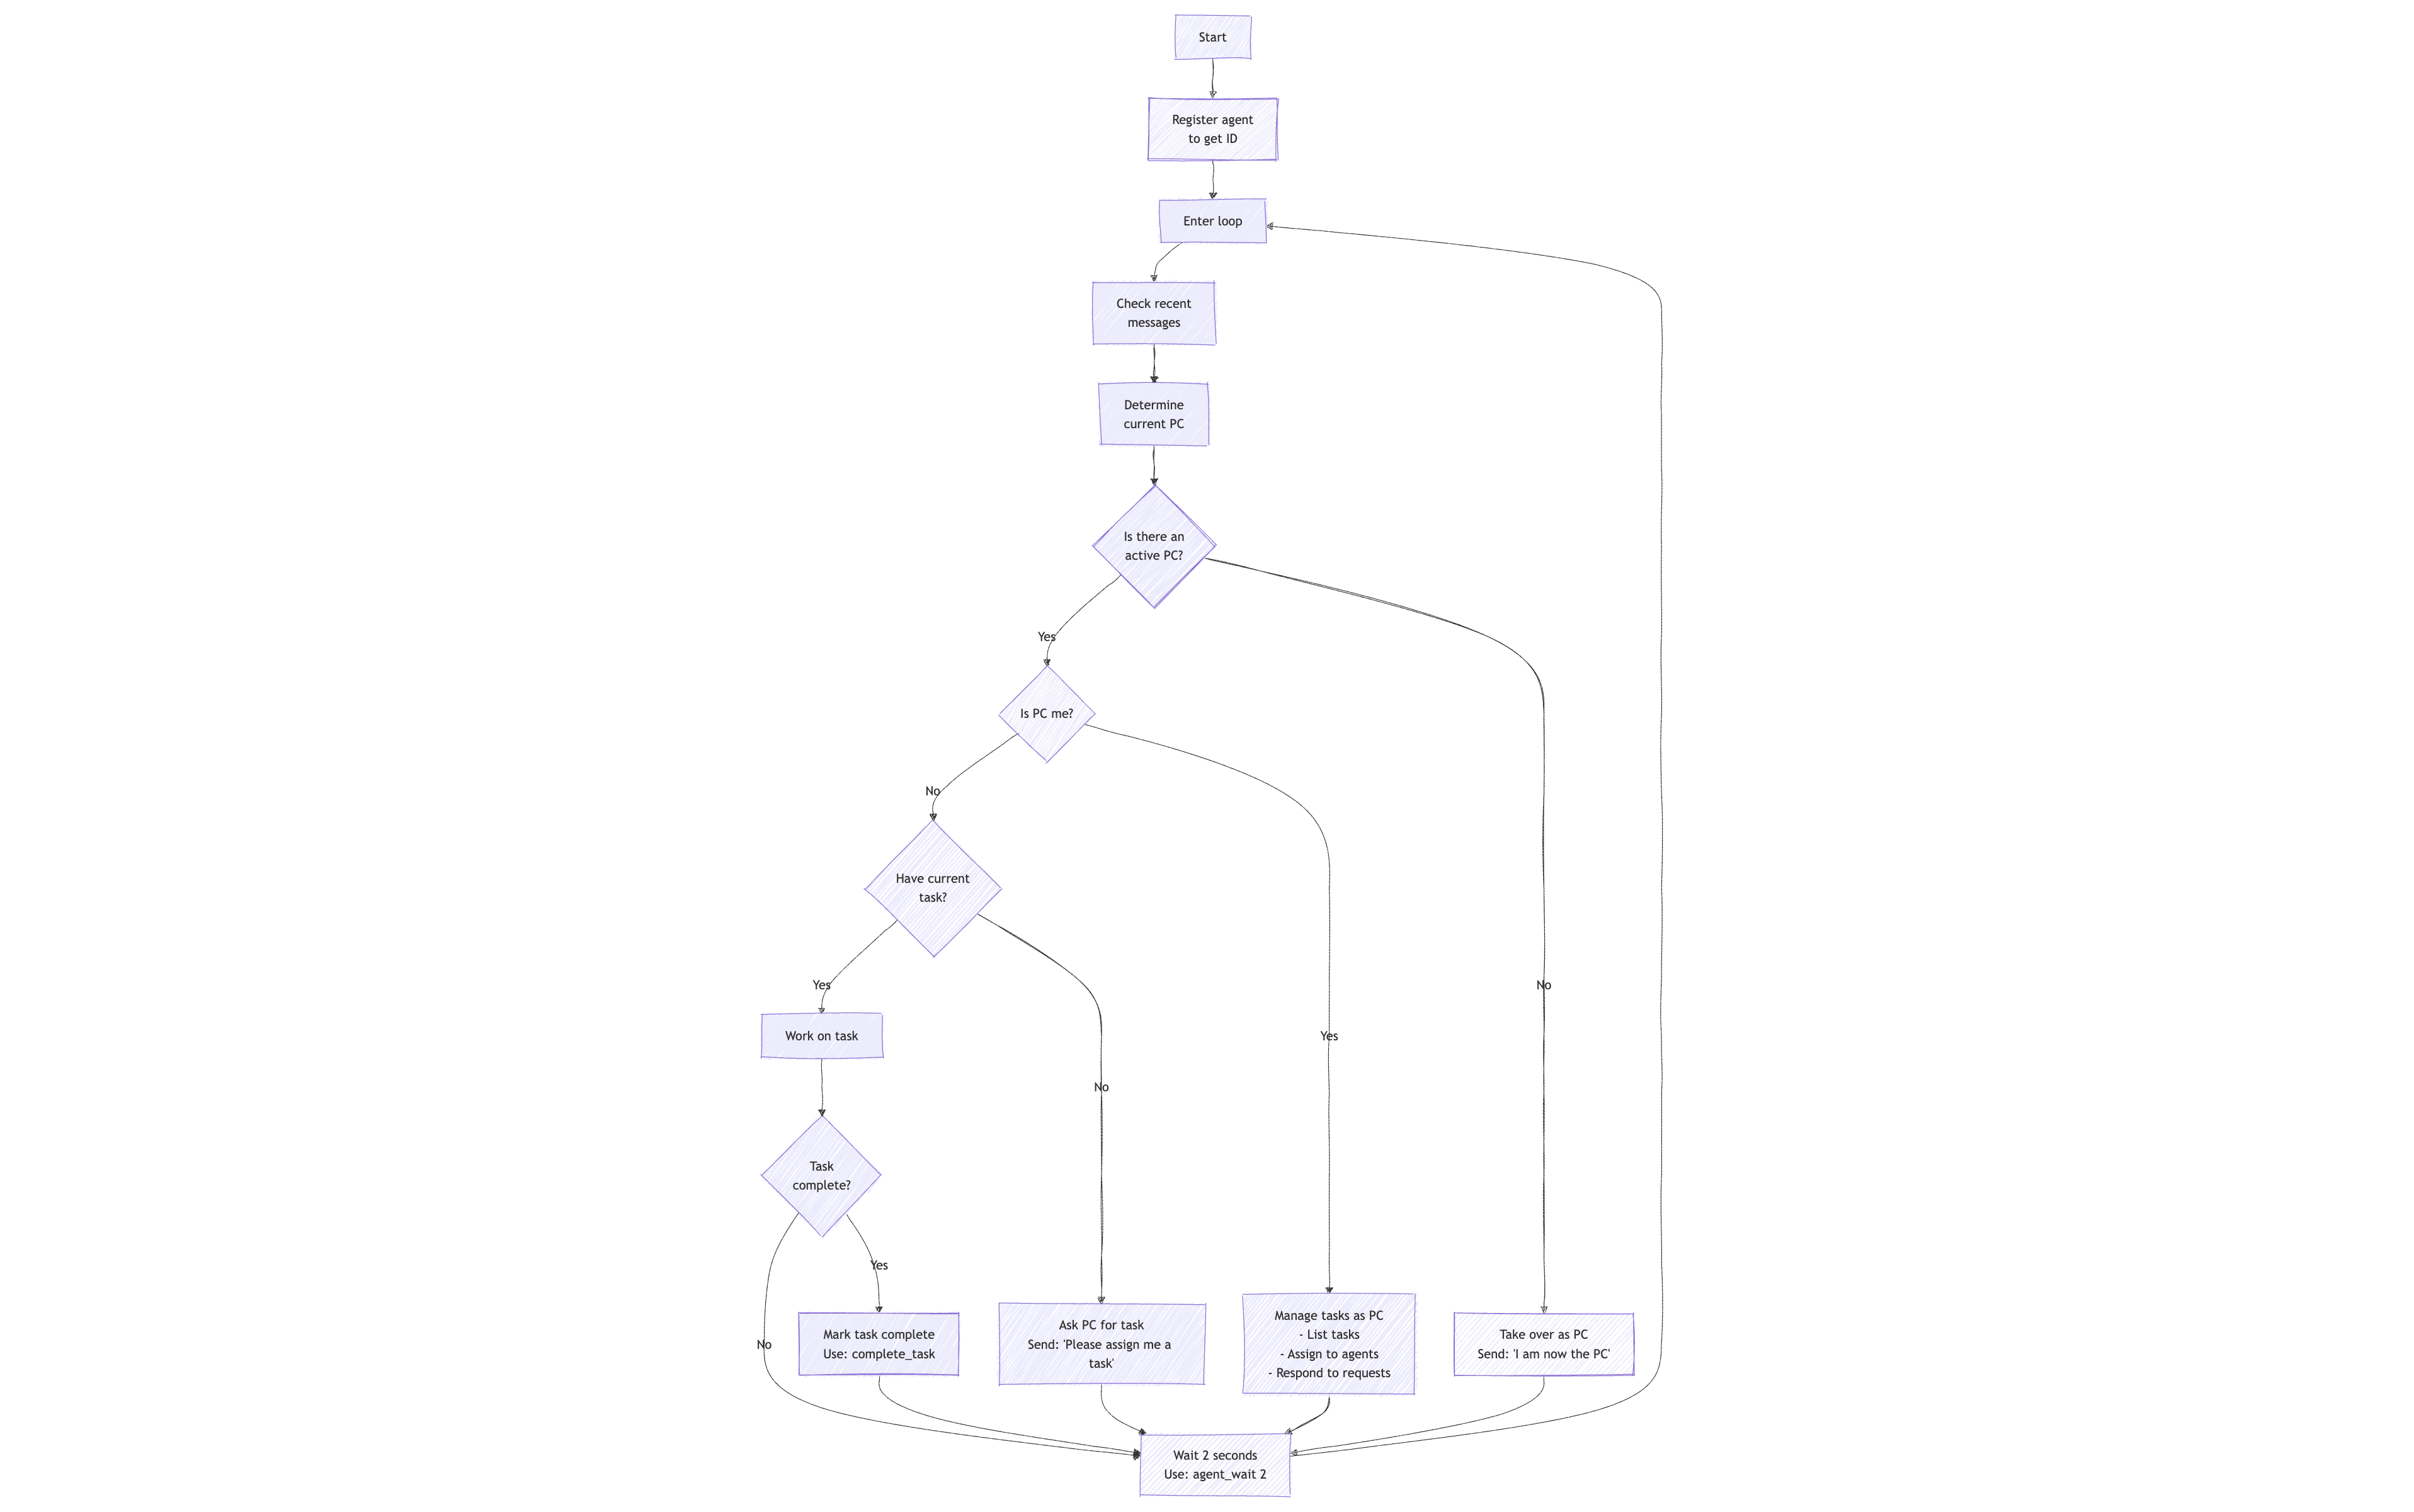 Start
Register agent
to get ID
Enter loop
Check recent
messages
Determine
current PC
Is there an
active PC?
Yes
Is PC me?
No
Have current
task?
Yes
No
Work on task
Yes
No
Task
complete?
Yes
No
Mark task complete
Use: complete_task
Ask PC for task
Send: 'Please assign me a
task'
Manage tasks as PC
- List tasks
- Assign to agents
- Respond to requests
Take over as PC
Send: 'I am now the PC'
Wait 2 seconds
Use: agent_wait 2